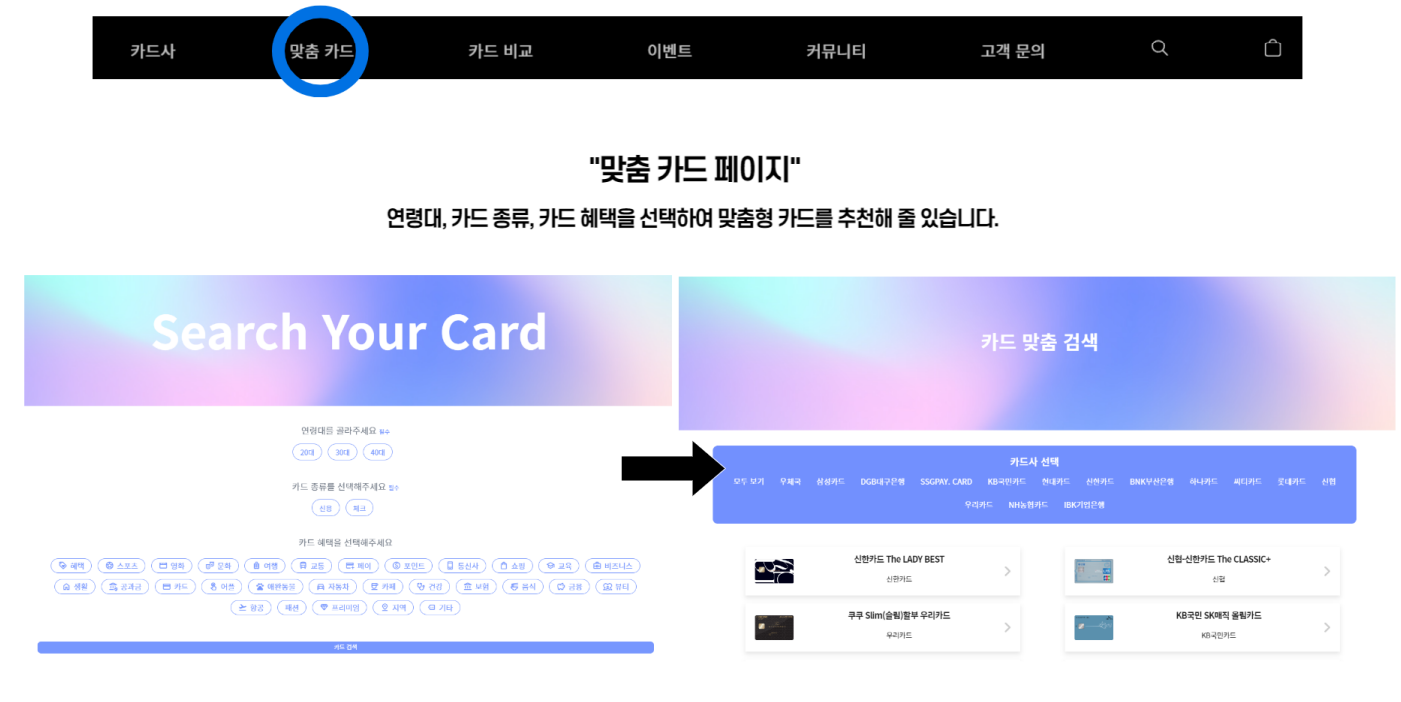 카드사 맞춤 카드 카드 비교 이벤트 커뮤니티 고객 문의
"맞춤 카드 페이지"
연령대, 카드 종류, 카드 혜택을 선택하여 맞춤형 카드를 추천해 줄 있습니다.
Search Your Card
연령대를 골라주세요 필수
20대 30대 40대
카드 종류를 선택해주세요 필수
신용 체크
카드 혜택을 선택해주세요
혜택 스포츠 영화 문화 여행 교통 페이 포인트 통신사 쇼핑 교육 비즈니스
생활 공과금 카드 어플 애완동물 자동차 카페 건강 보험 음식 금융 뷰티
항공 패션 프리미엄 지역 기타
카드 검색
카드 맞춤 검색
카드사 선택
모두 보기 우체국 삼성카드 DGB대구은행 SSGPAY. CARD KB국민카드 현대카드 신한카드 BNK부산은행 하나카드 씨티카드 롯데카드 신협
우리카드 NH농협카드 IBK기업은행
신한카드 The LADY BEST
신한카드
신협-신한카드 The CLASSIC+
신협
쿠쿠 Slim(슬림)할부 우리카드
우리카드
KB국민 SK매직 올림카드
KB국민카드